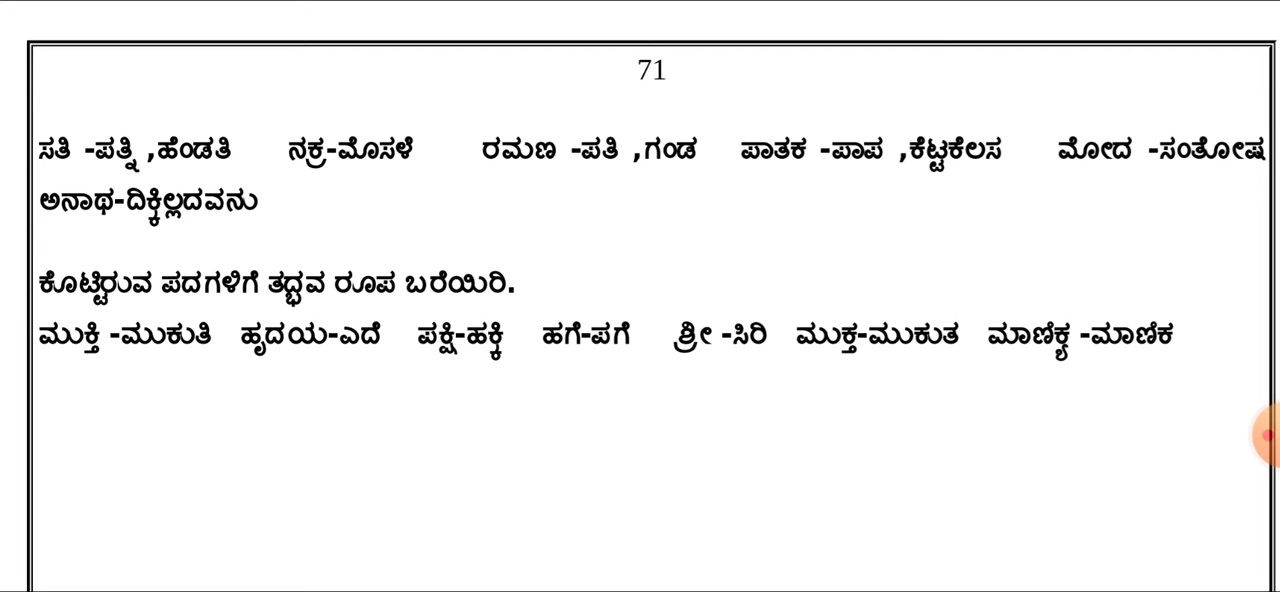 71
ಸತಿ -ಪತ್ನಿ ,ಹೆಂಡತಿ ನಕ್ರ-ಮೊಸಳೆ ರಮಣ -ಪತಿ ,ಗಂಡ ಪಾತಕ -ಪಾಪ ,ಕೆಟ್ಟಕೆಲಸ ಮೋದ -ಸಂತೋಷ
ಅನಾಥ-ದಿಕ್ಕಿಲ್ಲದವನು
ಕೊಟ್ಟಿರುವ ಪದಗಳಿಗೆ ತದ್ಭವ ರೂಪ ಬರೆಯಿರಿ.
ಮುಕ್ತಿ -ಮುಕುತಿ ಹೃದಯ-ಎದೆ ಪಕ್ಷಿ-ಹಕ್ಕಿ ಹಗೆ-ಪಗೆ ಶ್ರೀ -ಸಿರಿ ಮುಕ್ತ-ಮುಕುತ ಮಾಣಿಕ್ಯ -ಮಾಣಿಕ